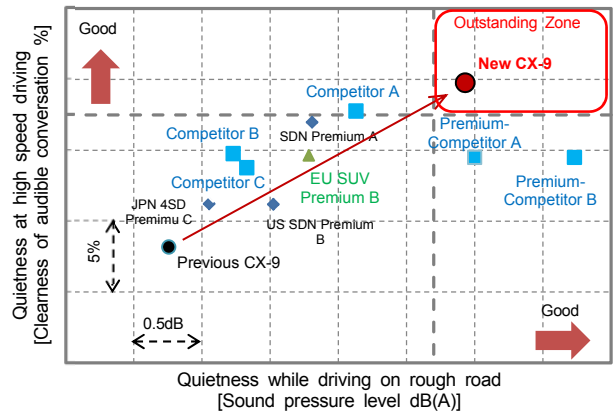 Quietness at high speed driving
[Clearness of audible conversation %]
Good
Outstanding Zone
New CX-9
Competitor A
SDN Premium A
Competitor B
Premium-
Competitor A
Competitor C
EU SUV
Premium B
Premium-
Competitor B
JPN 4SD
Premimu C
US SDN Premium
B
Previous CX-9
5%
0.5dB
Good
Quietness while driving on rough road
[Sound pressure level dB(A)]